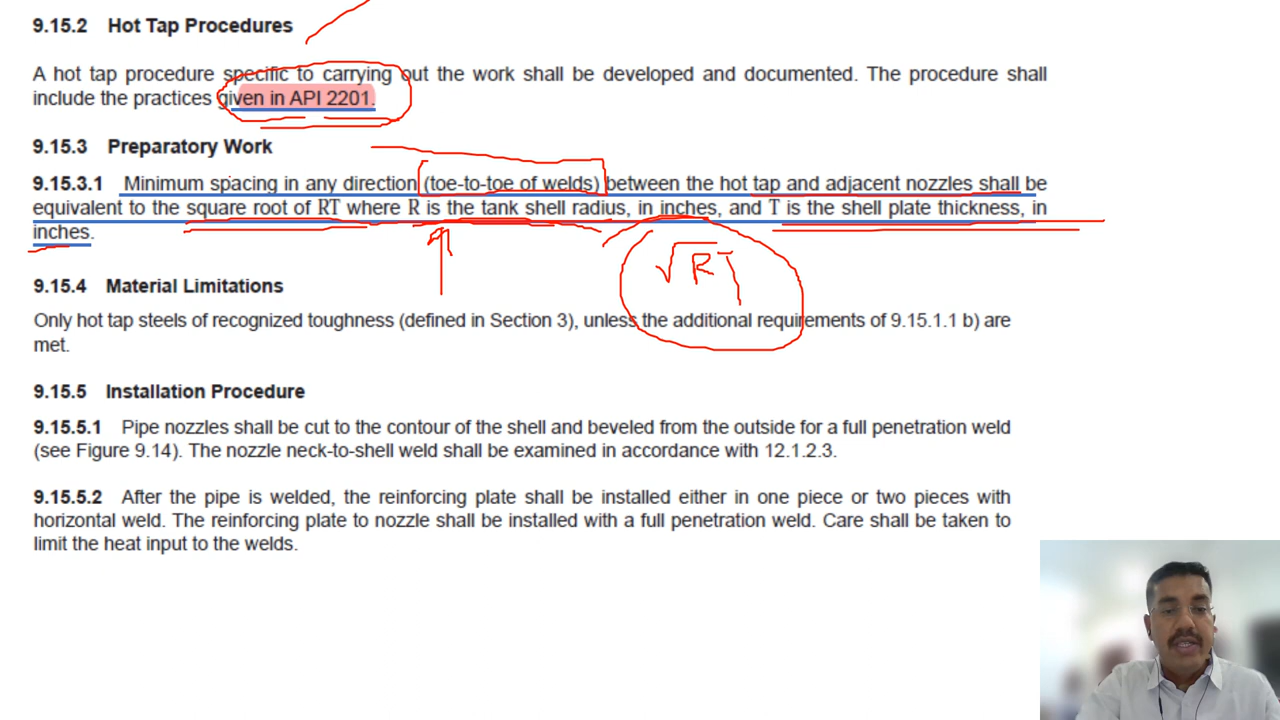 9.15.2 Hot Tap Procedures
A hot tap procedure specific to carrying out the work shall be developed and documented. The procedure shall
include the practices given in API 2201.
9.15.3 Preparatory Work
9.15.3.1 Minimum spacing in any direction (toe-to-toe of welds) between the hot tap and adjacent nozzles shall be
equivalent to the square root of RT where R is the tank shell radius, in inches, and T is the shell plate thickness, in
inches.
√RT
9.15.4 Material Limitations
Only hot tap steels of recognized toughness (defined in Section 3), unless the additional requirements of 9.15.1.1 b) are
met.
9.15.5 Installation Procedure
9.15.5.1 Pipe nozzles shall be cut to the contour of the shell and beveled from the outside for a full penetration weld
(see Figure 9.14). The nozzle neck-to-shell weld shall be examined in accordance with 12.1.2.3.
9.15.5.2 After the pipe is welded, the reinforcing plate shall be installed either in one piece or two pieces with
horizontal weld. The reinforcing plate to nozzle shall be installed with a full penetration weld. Care shall be taken to
limit the heat input to the welds.